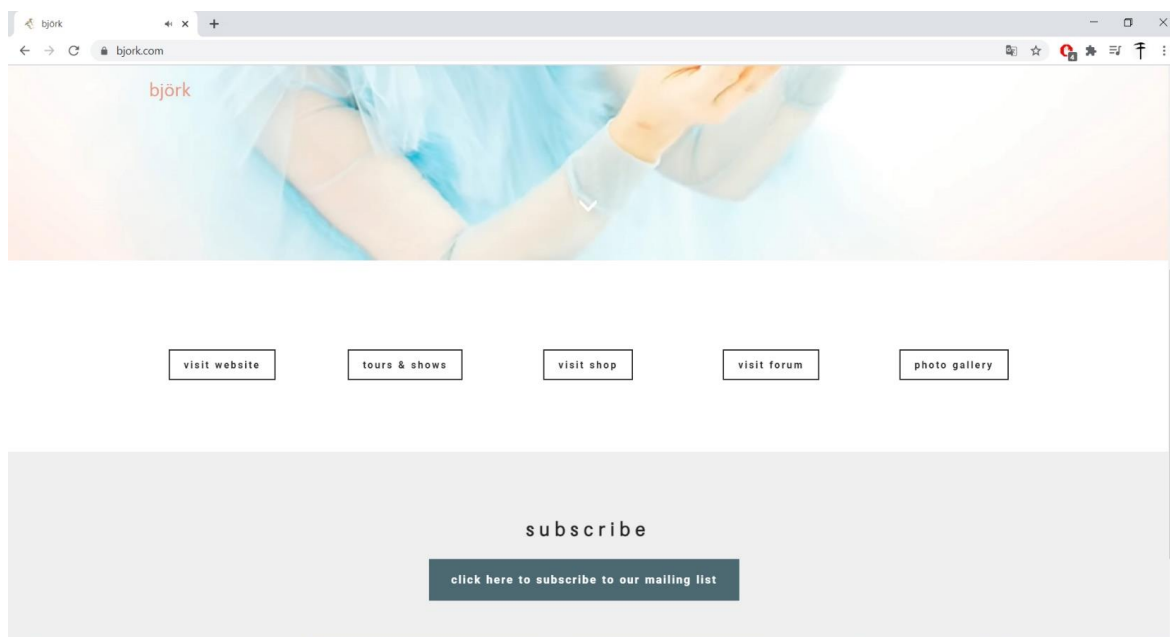 björk
bjork.com
4
björk
visit website
tours & shows
visit shop
visit forum
photo gallery
subscribe
click here to subscribe to our mailing list